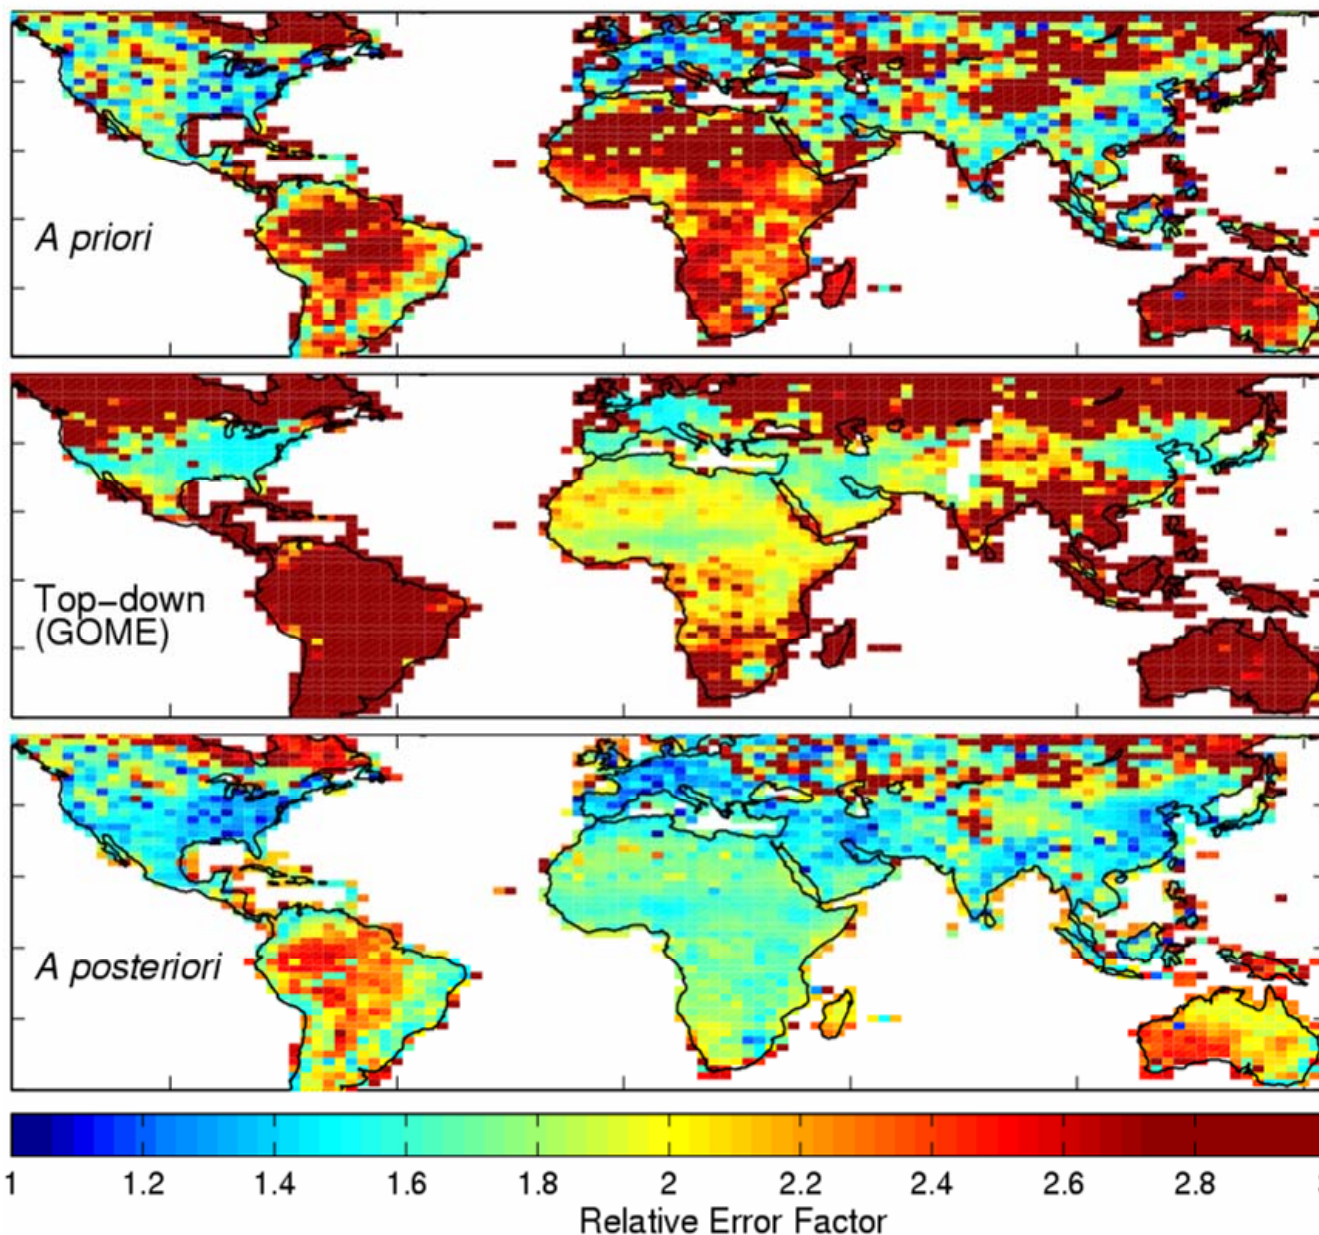 A priori
Top-down
(GOME)
A posteriori
1 1.2 1.4 1.6 1.8 2 2.2 2.4 2.6 2.8
Relative Error Factor